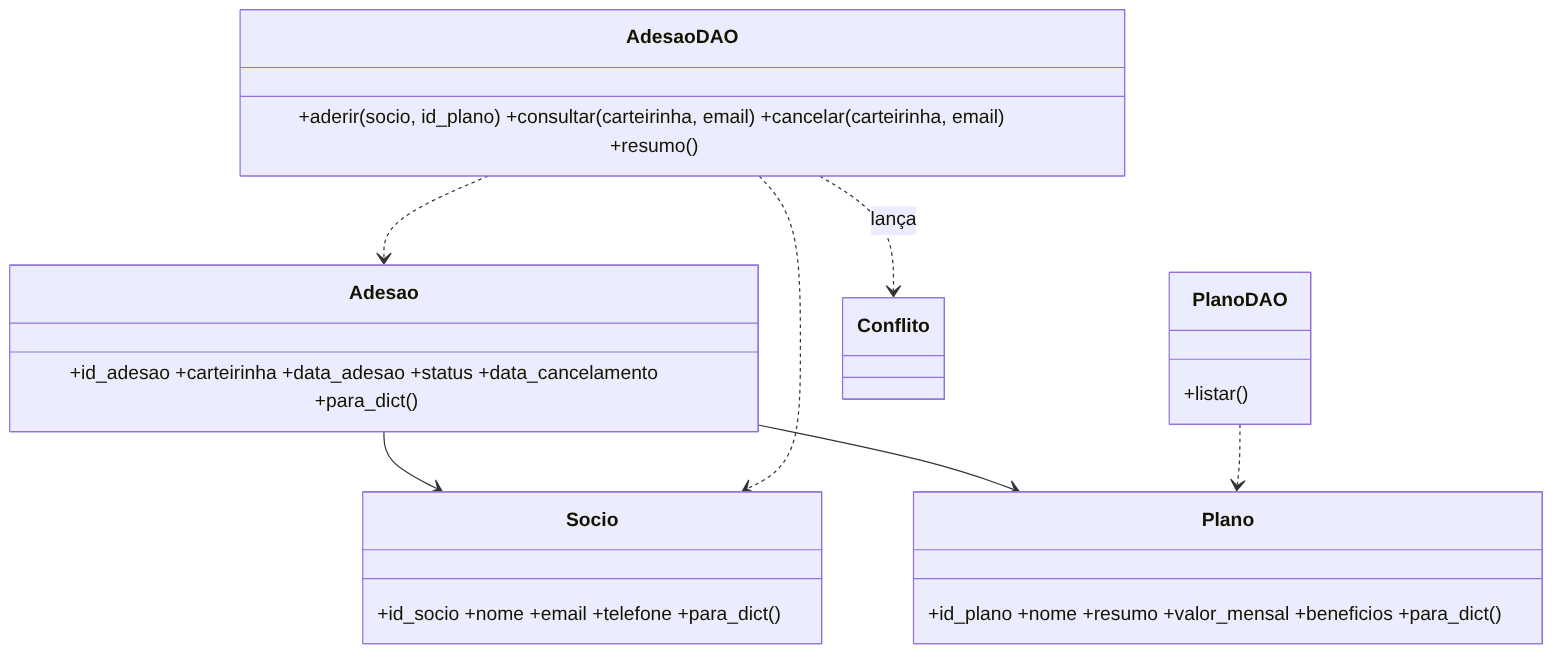 AdesaoDAO
+aderir(socio, id_plano) +consultar(carteirinha, email) +cancelar(carteirinha, email)
+resumo()
lança
Adesao
+id_adesao +carteirinha +data_adesao +status +data_cancelamento
+para_dict()
Conflito
PlanoDAO
+listar()
Socio
+id_socio +nome +email +telefone +para_dict()
Plano
+id_plano +nome +resumo +valor_mensal +beneficios +para_dict()